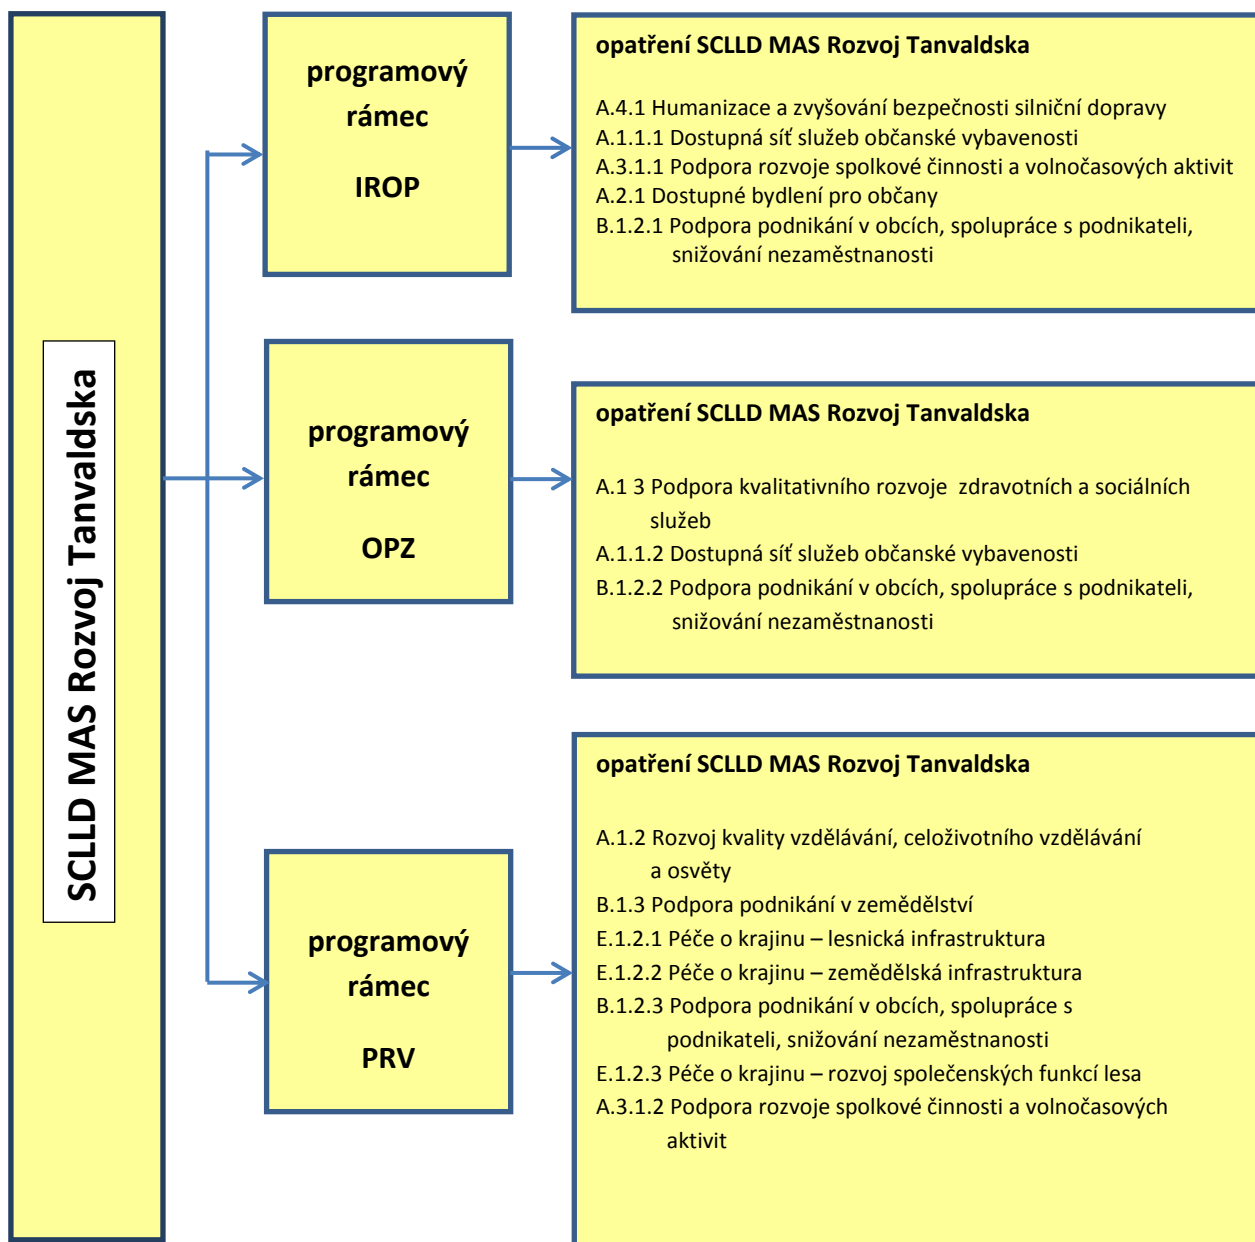 SCLLD MAS Rozvoj Tanvaldska
programový
rámec
IROP
opatření SCLLD MAS Rozvoj Tanvaldska
A.4.1 Humanizace a zvyšování bezpečnosti silniční dopravy
A.1.1.1 Dostupná síť služeb občanské vybavenosti
A.3.1.1 Podpora rozvoje spolkové činnosti a volnočasových aktivit
A.2.1 Dostupné bydlení pro občany
B.1.2.1 Podpora podnikání v obcích, spolupráce s podnikateli,
snižování nezaměstnanosti
programový
rámec
OPZ
opatření SCLLD MAS Rozvoj Tanvaldska
A.1 3 Podpora kvalitativního rozvoje zdravotních a sociálních
služeb
A.1.1.2 Dostupná síť služeb občanské vybavenosti
B.1.2.2 Podpora podnikání v obcích, spolupráce s podnikateli,
snižování nezaměstnanosti
programový
rámec
PRV
opatření SCLLD MAS Rozvoj Tanvaldska
A.1.2 Rozvoj kvality vzdělávání, celoživotního vzdělávání
a osvěty
B.1.3 Podpora podnikání v zemědělství
E.1.2.1 Péče o krajinu – lesnická infrastruktura
E.1.2.2 Péče o krajinu – zemědělská infrastruktura
B.1.2.3 Podpora podnikání v obcích, spolupráce s
podnikateli, snižování nezaměstnanosti
E.1.2.3 Péče o krajinu – rozvoj společenských funkcí lesa
A.3.1.2 Podpora rozvoje spolkové činnosti a volnočasových
aktivit